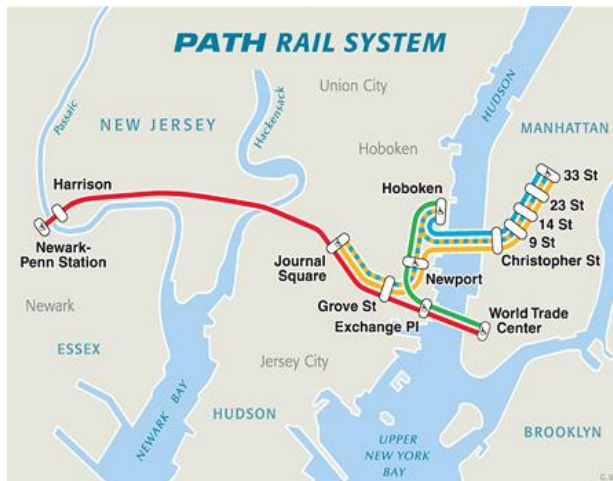 PATH RAIL SYSTEM
Union City
HUDSON
Passaic
NEW JERSEY
Hackensack
MANHATTAN
Hoboken
33 St
Harrison
Hoboken
23 St
14 St
9 St
Newark-
Penn Station
Journal
Square
Newport
Christopher St
Newark
Grove St
Exchange Pl
World Trade
Center
ESSEX
Jersey City
NEWARK BAY
HUDSON
UPPER
NEW YORK
BAY
BROOKLYN